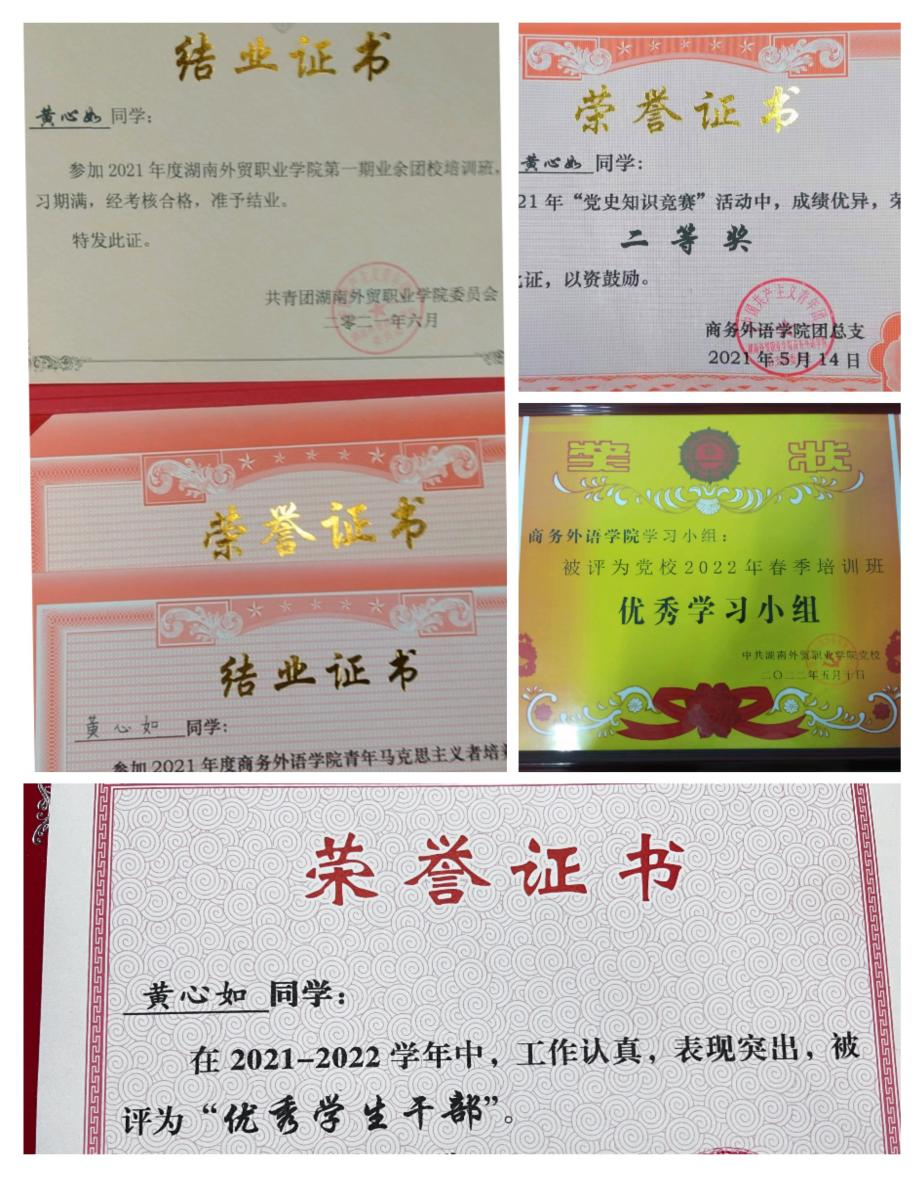 结业证书
黄心如 同学：
参加2021年度湖南外贸职业学院第一期业余团校培训班，
习期满，经考核合格，准予结业。
特发此证。
共青团湖南外贸职业学院委员会
二零二一年六月
荣誉证书
黄心如 同学：
21年“党史知识竞赛”活动中，成绩优异，荣
二等奖
证，以资鼓励。
商务外语学院团总支
2021年5月14日
荣誉证书
结业证书
黄心如 同学：
参加2021年度商务外语学院青年马克思主义者培养
奖状
商务外语学院学习小组：
被评为党校2022年春季培训班
优秀学习小组
中共湖南外贸职业学院党校
二〇二二年五月十日
荣誉证书
黄心如 同学：
在2021-2022学年中，工作认真，表现突出，被
评为“优秀学生干部”。